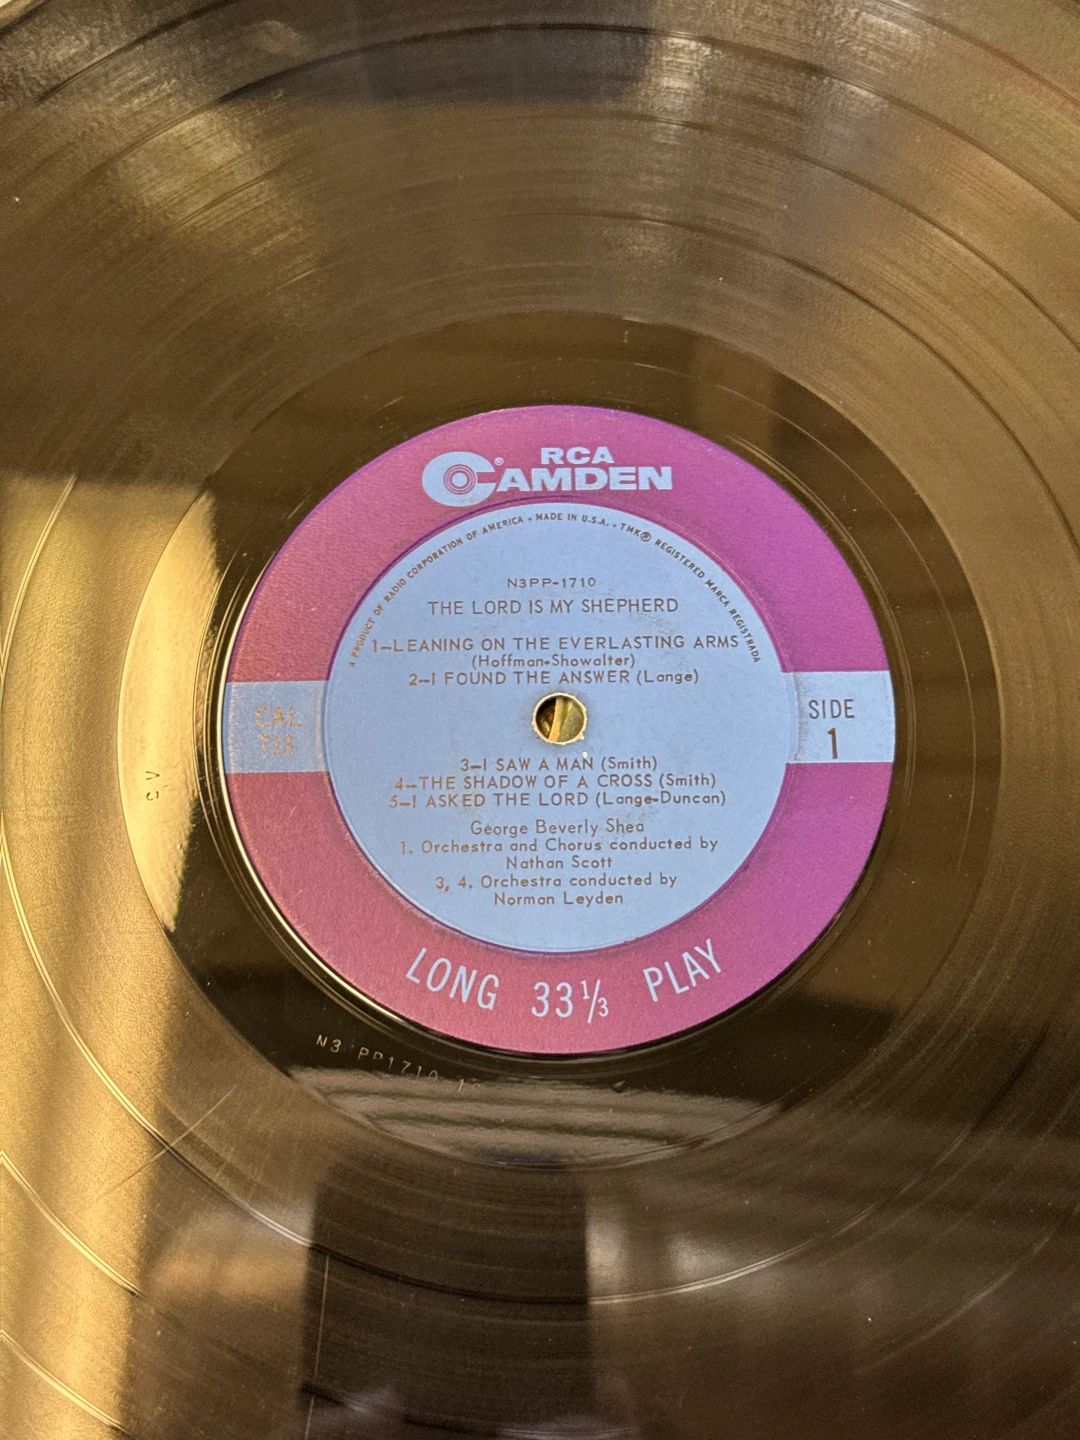 RCA
CAMDEN ®
A PRODUCT OF RADIO CORPORATION OF AMERICA • MADE IN U.S.A. • TMK ® REGISTERED MARCA REGISTRADA
N3PP-1710
THE LORD IS MY SHEPHERD
1—LEANING ON THE EVERLASTING ARMS
(Hoffman-Showalter)
2—I FOUND THE ANSWER (Lange)
CAL
SIDE
1
3—I SAW A MAN (Smith)
4—THE SHADOW OF A CROSS (Smith)
5—I ASKED THE LORD (Lange-Duncan)
George Beverly Shea
1. Orchestra and Chorus conducted by
Nathan Scott
3, 4. Orchestra conducted by
Norman Leyden
LONG 33⅓ PLAY
N3 PP1710 1